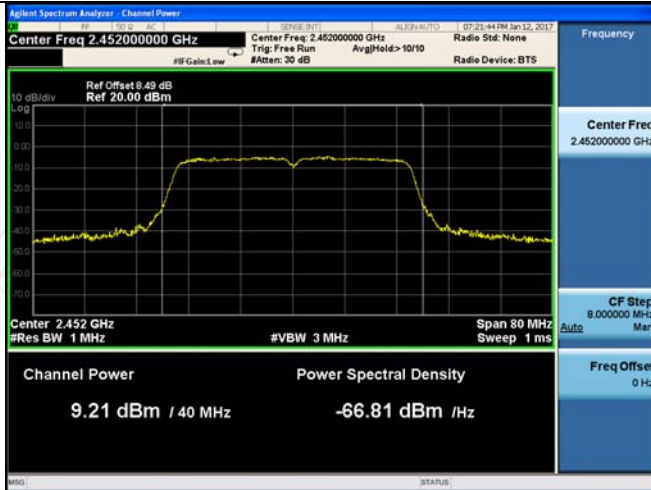 Agilent Spectrum Analyzer - Channel Power
RF 50 Ω AC SENSE:INT ALIGN AUTO 07:21:44 PM Jan 12, 2017
Center Freq 2.452000000 GHz
Center Freq: 2.452000000 GHz
Radio Std: None
Trig: Free Run Avg|Hold:> 10/10
#IFGain:Low
#Atten: 30 dB
Radio Device: BTS
Ref Offset 8.49 dB
10 dB/div Ref 20.00 dBm
Log
10.0
0.00
-10.0
-20.0
-30.0
-40.0
-50.0
-60.0
-70.0
Center 2.452 GHz Span 80 MHz
#Res BW 1 MHz #VBW 3 MHz Sweep 1 ms
Channel Power
Power Spectral Density
9.21 dBm / 40 MHz
-66.81 dBm /Hz
MSG STATUS
Frequency
Center Freq
2.452000000 GHz
CF Step
8.000000 MHz
Auto Man
Freq Offset
0 Hz